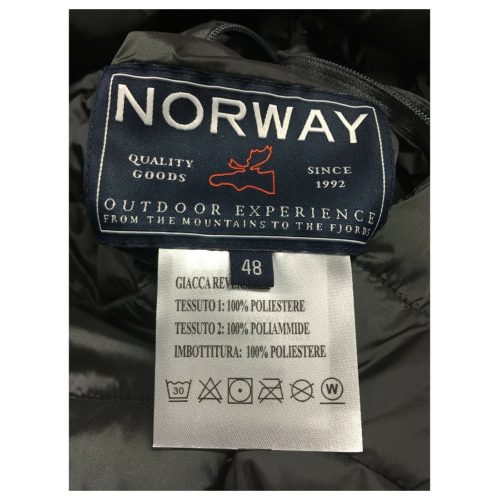 NORWAY
QUALITY GOODS
SINCE 1992
OUTDOOR EXPERIENCE
FROM THE MOUNTAINS TO THE FJORDS
48
GIACCA
TESSUTO 1: 100% POLIESTERE
TESSUTO 2: 100% POLIAMMIDE
IMBOTTITURA: 100% POLIESTERE
30
W